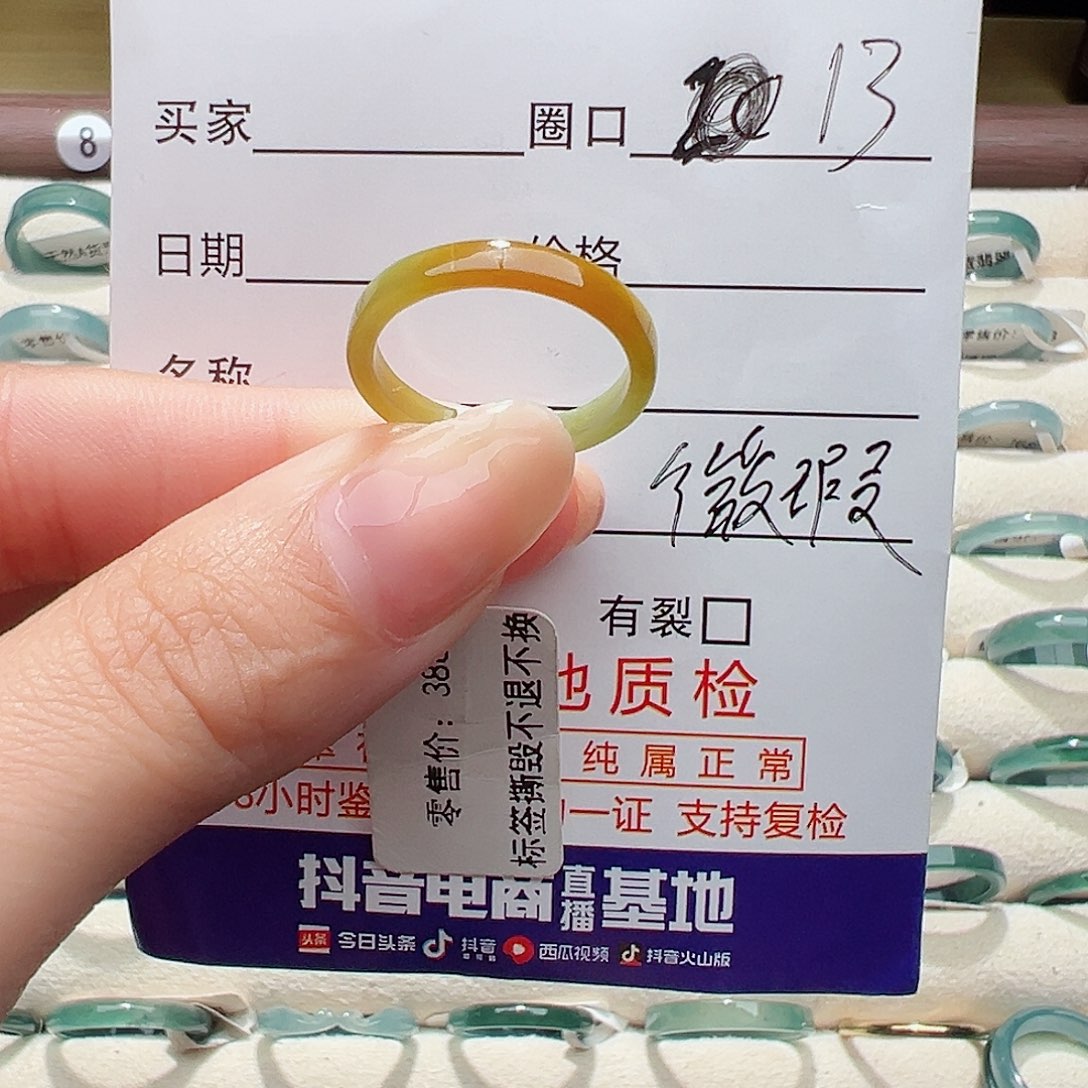 8
买家 圈口 13
日期 价格
名称
微瑕
有裂□
地质检
纯属正常
小时鉴 一证 支持复检
零售价：38
标签撕毁不退不换
抖音电商直播基地
头条 今日头条 抖音 西瓜视频 抖音火山版